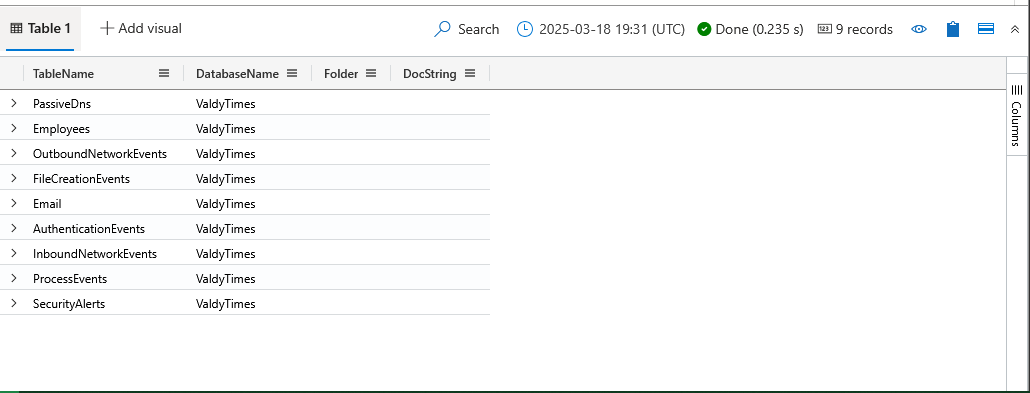 Table 1 Add visual Search 2025-03-18 19:31 (UTC) Done (0.235 s) 123 9 records
TableName DatabaseName Folder DocString
PassiveDns ValdyTimes
Employees ValdyTimes
OutboundNetworkEvents ValdyTimes
FileCreationEvents ValdyTimes
Email ValdyTimes
AuthenticationEvents ValdyTimes
InboundNetworkEvents ValdyTimes
ProcessEvents ValdyTimes
SecurityAlerts ValdyTimes
Columns